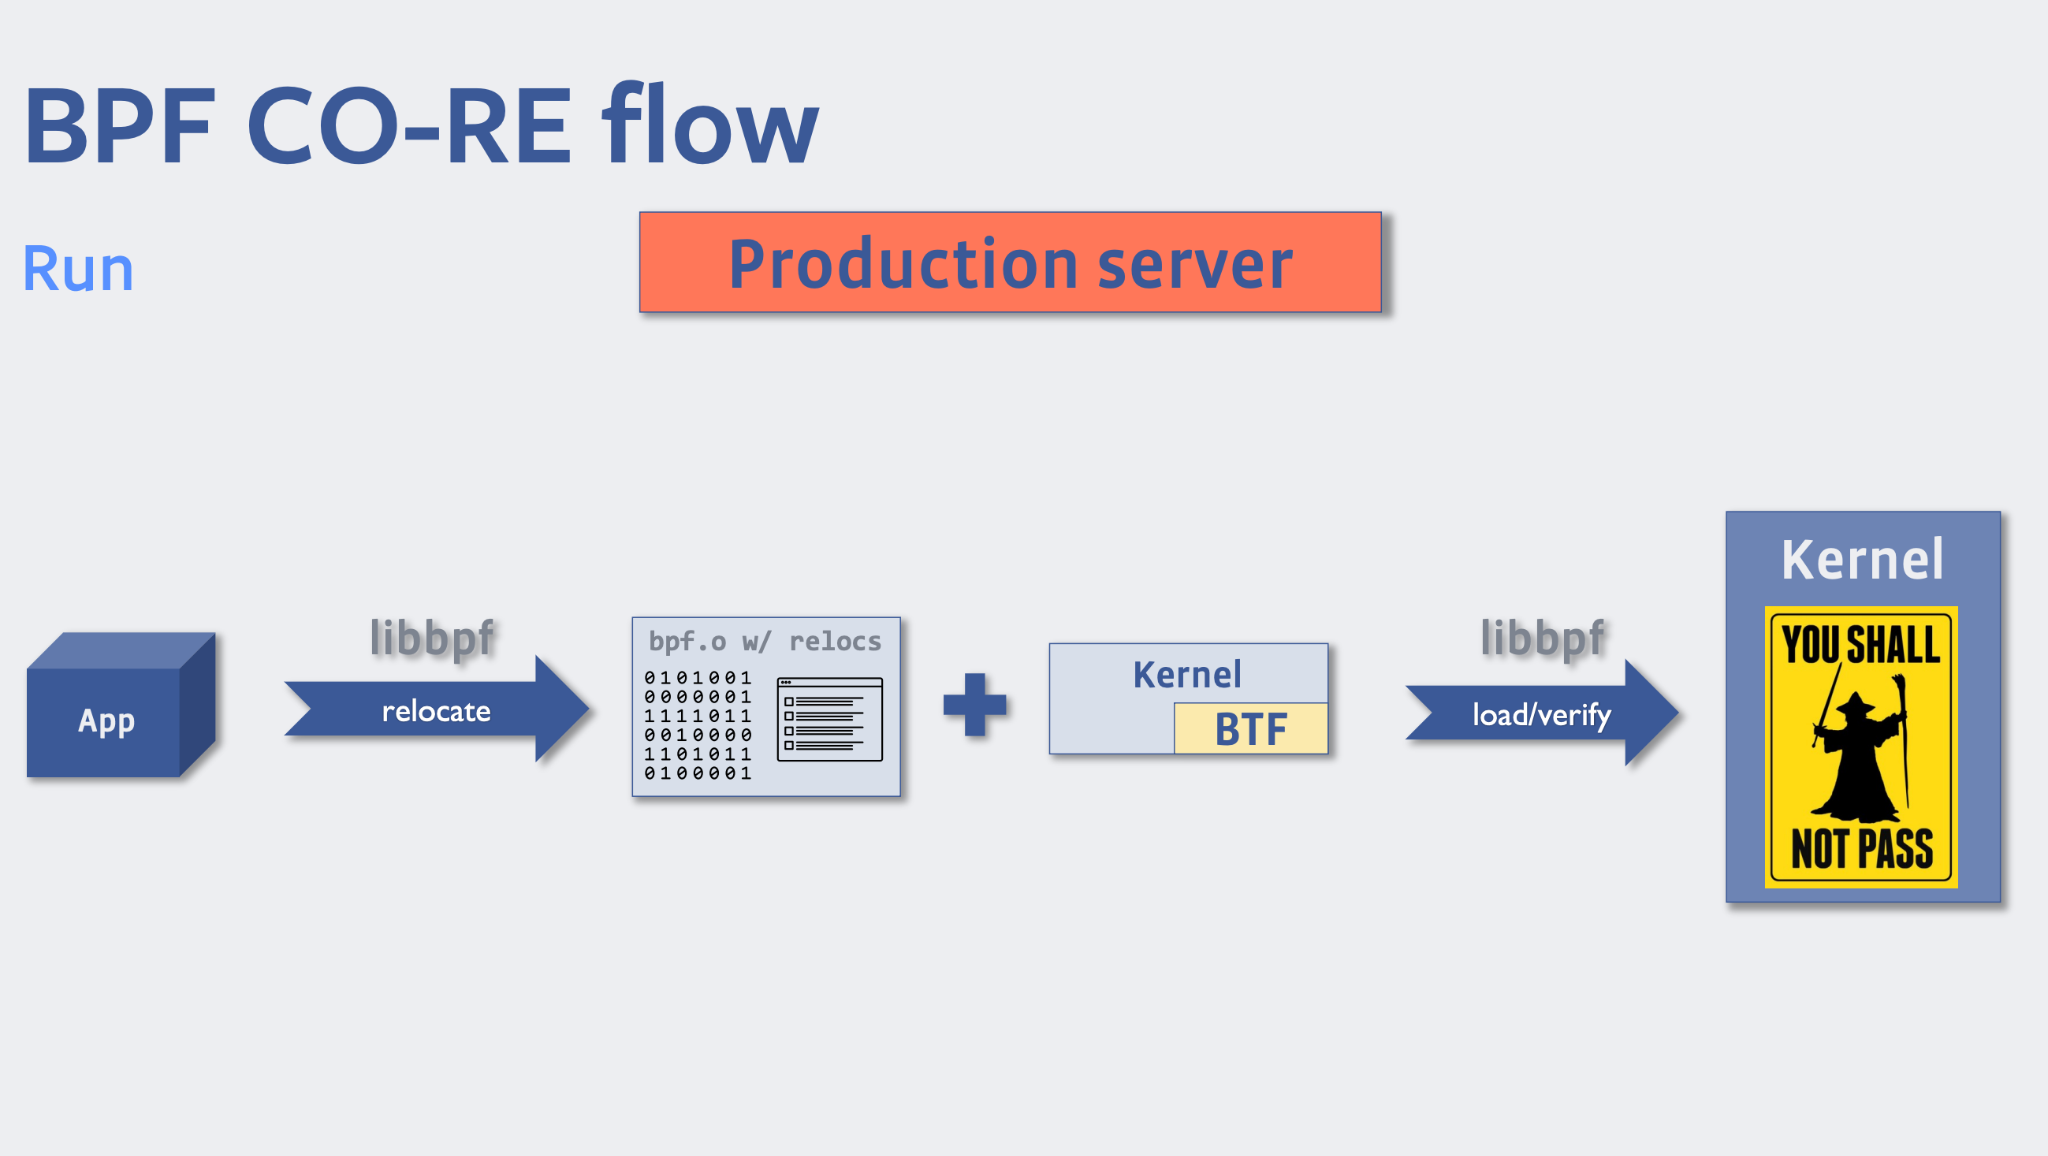 BPF CO-RE flow
Run
Production server
App
libbpf
relocate
bpf.o w/ relocs
0101001
0000001
1111011
0010000
1101011
0100001
Kernel
BTF
libbpf
load/verify
Kernel
YOU SHALL
NOT PASS